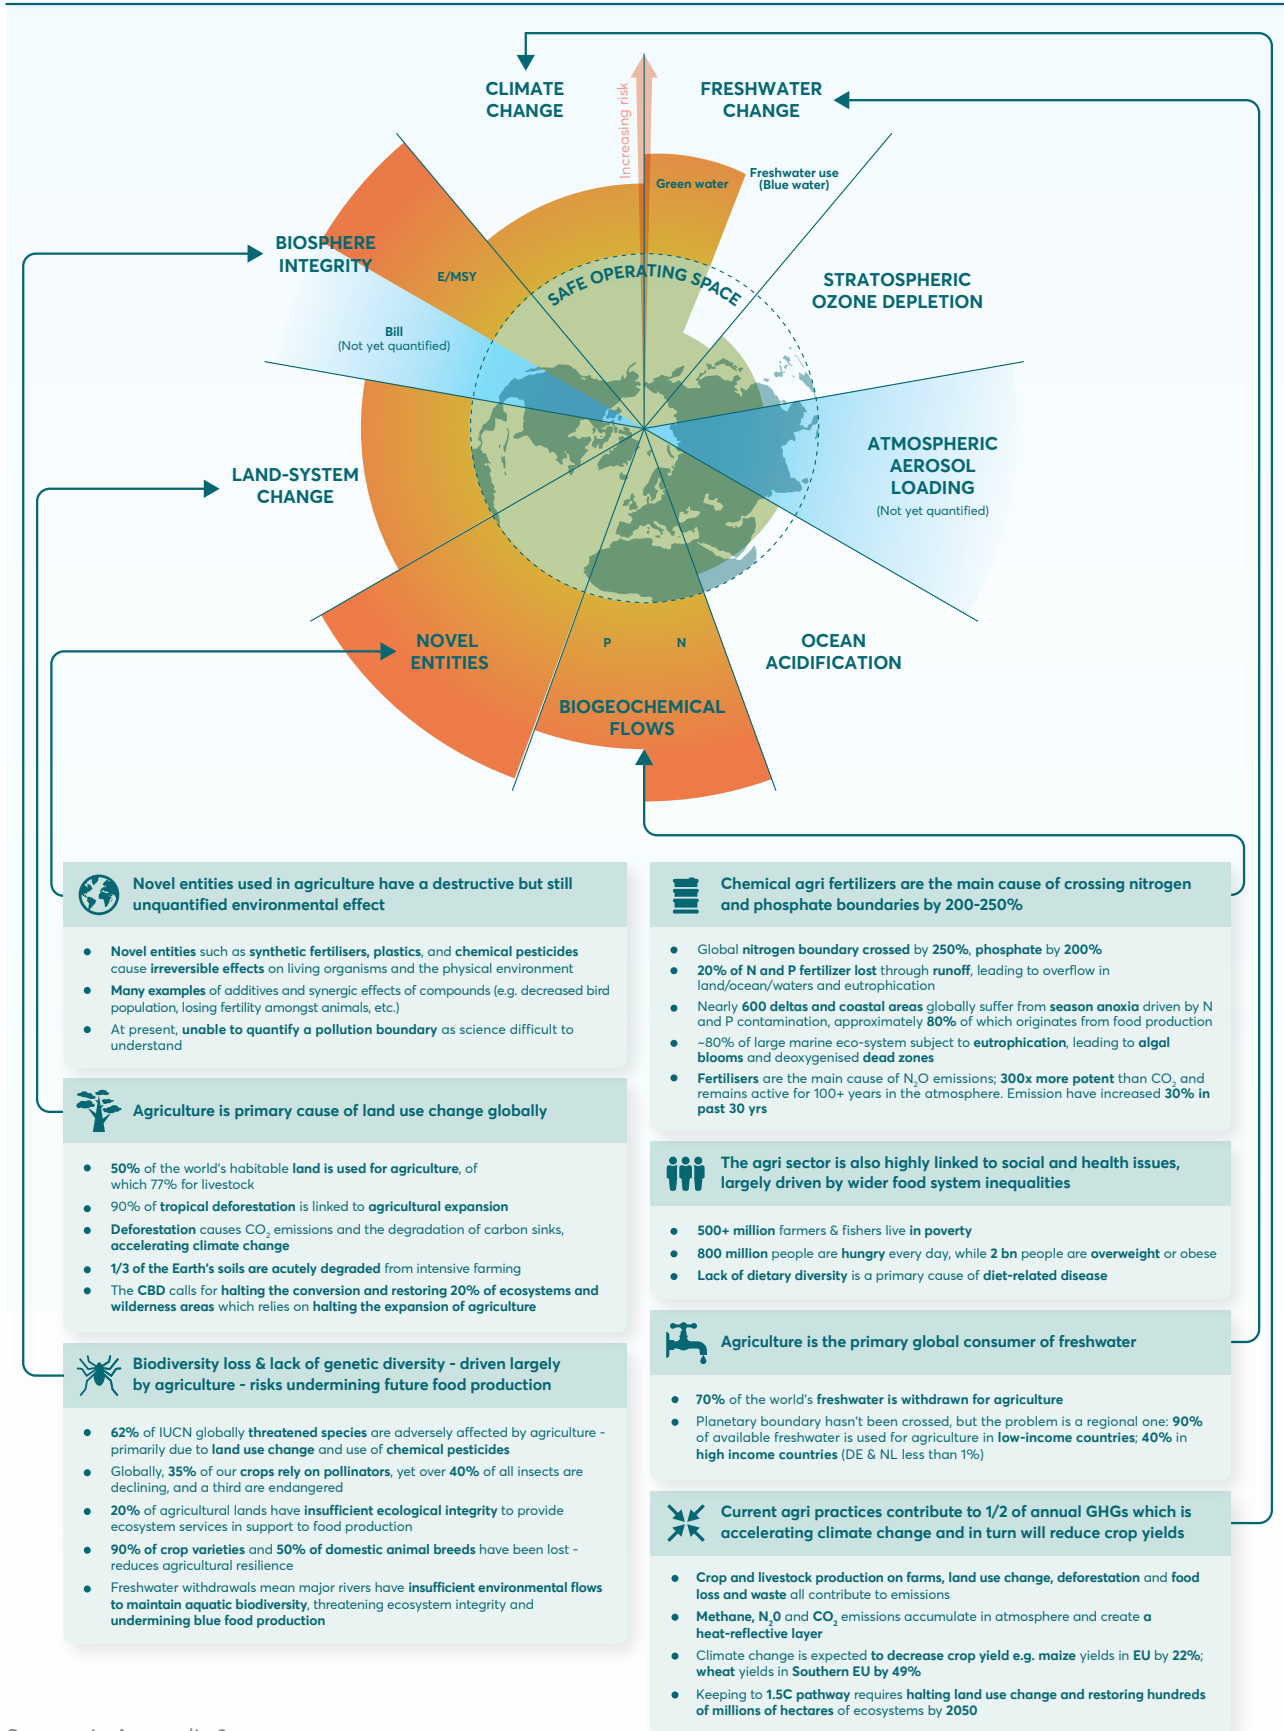 CLIMATE
CHANGE
Increasing risk
FRESHWATER
CHANGE
Green water
Freshwater use
(Blue water)
BIOSPHERE
INTEGRITY
E/MSY
SAFE OPERATING SPACE
STRATOSPHERIC
OZONE DEPLETION
Bill
(Not yet quantified)
ATMOSPHERIC
AEROSOL
LOADING
(Not yet quantified)
LAND-SYSTEM
CHANGE
NOVEL
ENTITIES
P
N
OCEAN
ACIDIFICATION
BIOGEOCHEMICAL
FLOWS
Novel entities used in agriculture have a destructive but still
unquantified environmental effect
Novel entities such as synthetic fertilisers, plastics, and chemical pesticides
cause irreversible effects on living organisms and the physical environment
Many examples of additives and synergic effects of compounds (e.g. decreased bird
population, losing fertility amongst animals, etc.)
At present, unable to quantify a pollution boundary as science difficult to
understand
Agriculture is primary cause of land use change globally
50% of the world's habitable land is used for agriculture, of
which 77% for livestock
90% of tropical deforestation is linked to agricultural expansion
Deforestation causes CO2 emissions and the degradation of carbon sinks,
accelerating climate change
1/3 of the Earth's soils are acutely degraded from intensive farming
The CBD calls for halting the conversion and restoring 20% of ecosystems and
wilderness areas which relies on halting the expansion of agriculture
Biodiversity loss & lack of genetic diversity - driven largely
by agriculture - risks undermining future food production
62% of IUCN globally threatened species are adversely affected by agriculture -
primarily due to land use change and use of chemical pesticides
Globally, 35% of our crops rely on pollinators, yet over 40% of all insects are
declining, and a third are endangered
20% of agricultural lands have insufficient ecological integrity to provide
ecosystem services in support to food production
90% of crop varieties and 50% of domestic animal breeds have been lost -
reduces agricultural resilience
Freshwater withdrawals mean major rivers have insufficient environmental flows
to maintain aquatic biodiversity, threatening ecosystem integrity and
undermining blue food production
Chemical agri fertilizers are the main cause of crossing nitrogen
and phosphate boundaries by 200-250%
Global nitrogen boundary crossed by 250%, phosphate by 200%
20% of N and P fertilizer lost through runoff, leading to overflow in
land/ocean/waters and eutrophication
Nearly 600 deltas and coastal areas globally suffer from season anoxia driven by N
and P contamination, approximately 80% of which originates from food production
~80% of large marine eco-system subject to eutrophication, leading to algal
blooms and deoxygenised dead zones
Fertilisers are the main cause of N2O emissions; 300x more potent than CO2 and
remains active for 100+ years in the atmosphere. Emission have increased 30% in
past 30 yrs
The agri sector is also highly linked to social and health issues,
largely driven by wider food system inequalities
500+ million farmers & fishers live in poverty
800 million people are hungry every day, while 2 bn people are overweight or obese
Lack of dietary diversity is a primary cause of diet-related disease
Agriculture is the primary global consumer of freshwater
70% of the world's freshwater is withdrawn for agriculture
Planetary boundary hasn't been crossed, but the problem is a regional one: 90%
of available freshwater is used for agriculture in low-income countries; 40% in
high income countries (DE & NL less than 1%)
Current agri practices contribute to 1/2 of annual GHGs which is
accelerating climate change and in turn will reduce crop yields
Crop and livestock production on farms, land use change, deforestation and food
loss and waste all contribute to emissions
Methane, N20 and CO2 emissions accumulate in atmosphere and create a
heat-reflective layer
Climate change is expected to decrease crop yield e.g. maize yields in EU by 22%;
wheat yields in Southern EU by 49%
Keeping to 1.5C pathway requires halting land use change and restoring hundreds
of millions of hectares of ecosystems by 2050